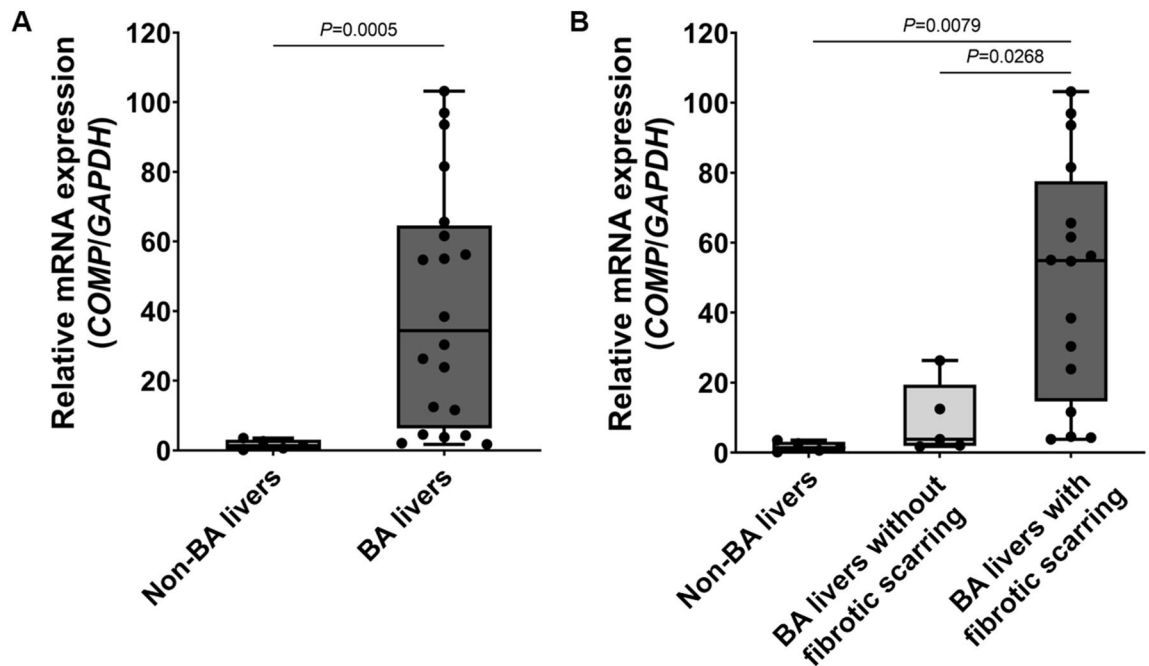 A
Relative mRNA expression
(COMP/GAPDH)
120
100
80
60
40
20
0
P=0.0005
Non-BA livers
BA livers
B
Relative mRNA expression
(COMP/GAPDH)
120
100
80
60
40
20
0
P=0.0079
P=0.0268
Non-BA livers
BA livers without
fibrotic scarring
BA livers with
fibrotic scarring